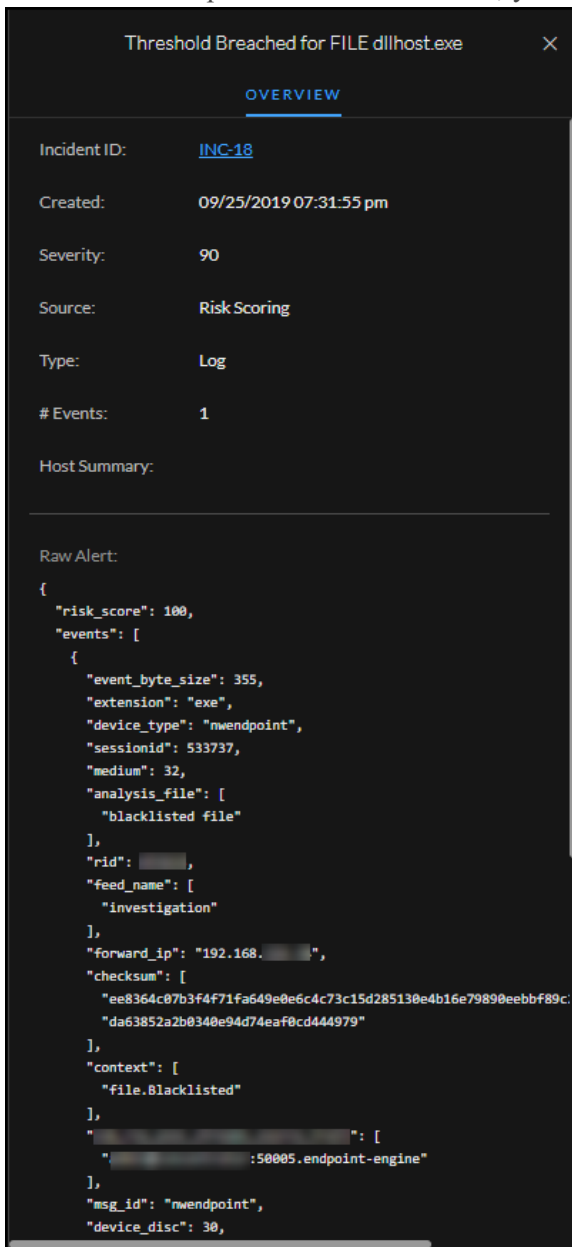 Threshold Breached for FILE dllhost.exe ×
OVERVIEW
Incident ID: INC-18
Created: 09/25/2019 07:31:55 pm
Severity: 90
Source: Risk Scoring
Type: Log
# Events: 1
Host Summary:
Raw Alert:
{
"risk_score": 100,
"events": [
{
"event_byte_size": 355,
"extension": "exe",
"device_type": "nwendpoint",
"sessionid": 533737,
"medium": 32,
"analysis_file": [
"blacklisted file"
],
"rid": ,
"feed_name": [
"investigation"
],
"forward_ip": "192.168. ",
"checksum": [
"ee8364c07b3f4f71fa649e0e6c4c73c15d285130e4b16e79890eebbf89c
"da63852a2b0340e94d74eaf0cd444979"
],
"context": [
"file.Blacklisted"
],
" ": [
" :50005.endpoint-engine"
],
"msg_id": "nwendpoint",
"device_disc": 30,